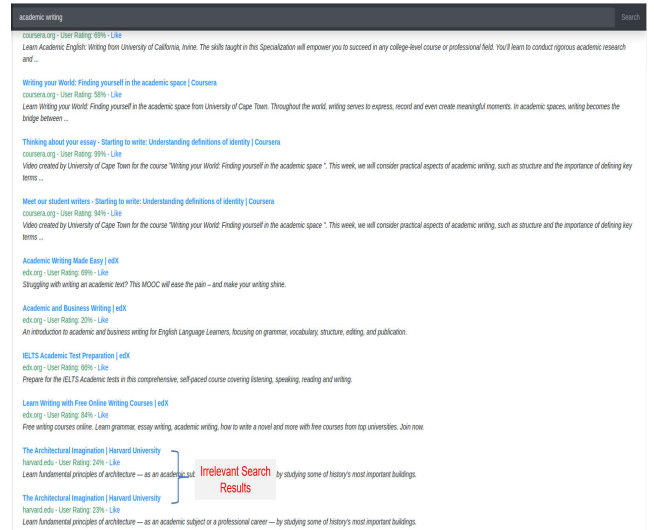 academic writing Search
coursera.org - User Rating: 69% - Like
Learn Academic English: Writing from University of California, Irvine. The skills taught in this Specialization will empower you to succeed in any college-level course or professional field. You'll learn to conduct rigorous academic research
and ...
Writing your World: Finding yourself in the academic space | Coursera
coursera.org - User Rating: 58% - Like
Learn Writing your World: Finding yourself in the academic space from University of Cape Town. Throughout the world, writing serves to express, record and even create meaningful moments. In academic spaces, writing becomes the
bridge between ...
Thinking about your essay - Starting to write: Understanding definitions of identity | Coursera
coursera.org - User Rating: 99% - Like
Video created by University of Cape Town for the course "Writing your World: Finding yourself in the academic space ". This week, we will consider practical aspects of academic writing, such as structure and the importance of defining key
terms ...
Meet our student writers - Starting to write: Understanding definitions of identity | Coursera
coursera.org - User Rating: 94% - Like
Video created by University of Cape Town for the course "Writing your World: Finding yourself in the academic space ". This week, we will consider practical aspects of academic writing, such as structure and the importance of defining key
terms ...
Academic Writing Made Easy | edX
edx.org - User Rating: 69% - Like
Struggling with writing an academic text? This MOOC will ease the pain – and make your writing shine.
Academic and Business Writing | edX
edx.org - User Rating: 20% - Like
An introduction to academic and business writing for English Language Learners, focusing on grammar, vocabulary, structure, editing, and publication.
IELTS Academic Test Preparation | edX
edx.org - User Rating: 66% - Like
Prepare for the IELTS Academic tests in this comprehensive, self-paced course covering listening, speaking, reading and writing.
Learn Writing with Free Online Writing Courses | edX
edx.org - User Rating: 84% - Like
Free writing courses online. Learn grammar, essay writing, academic writing, how to write a novel and more with free courses from top universities. Join now.
The Architectural Imagination | Harvard University
harvard.edu - User Rating: 24% - Like
Learn fundamental principles of architecture — as an academic sub by studying some of history's most important buildings.
Irrelevant Search
Results
The Architectural Imagination | Harvard University
harvard.edu - User Rating: 23% - Like
Learn fundamental principles of architecture — as an academic subject or a professional career — by studying some of history's most important buildings.